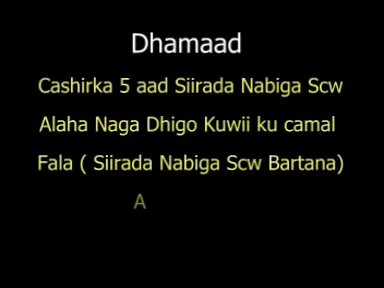 Dhamaad
Cashirka 5 aad Siirada Nabiga Scw
Alaha Naga Dhigo Kuwii ku camal
Fala ( Siirada Nabiga Scw Bartana)
A